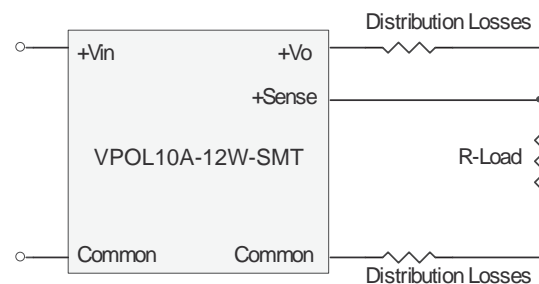 Distribution Losses
+Vin +Vo
+Sense
VPOL10A-12W-SMT
R-Load
Common Common
Distribution Losses